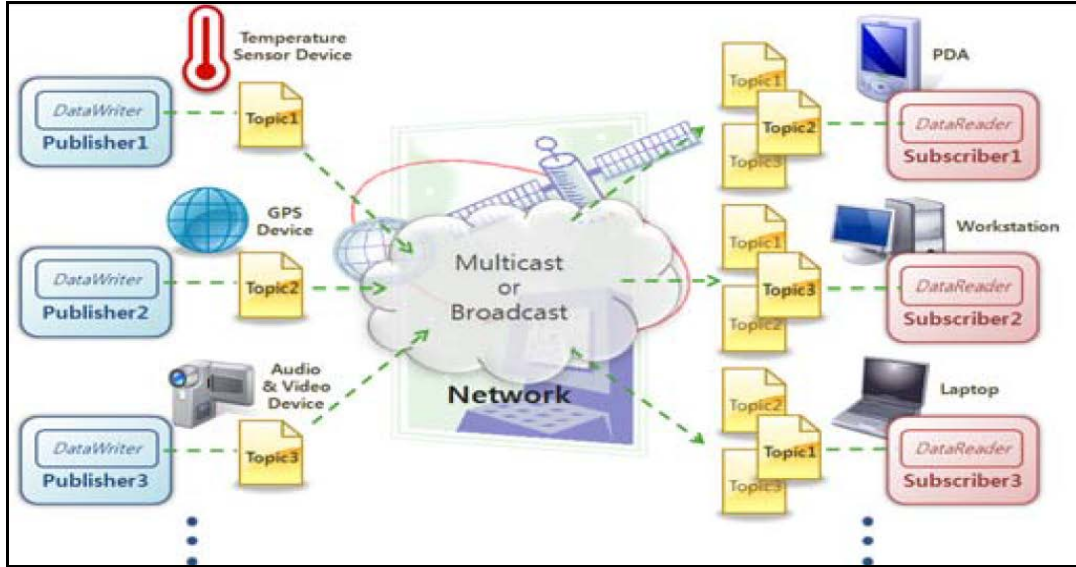 Temperature
Sensor Device
DataWriter
Publisher1
Topic1
GPS
Device
DataWriter
Publisher2
Topic2
Audio
& Video
Device
DataWriter
Publisher3
Topic3
Multicast
or
Broadcast
Network
Topic1
Topic2
Topic3
PDA
DataReader
Subscriber1
Topic1
Topic3
Topic2
Workstation
DataReader
Subscriber2
Topic2
Topic1
Topic3
Laptop
DataReader
Subscriber3